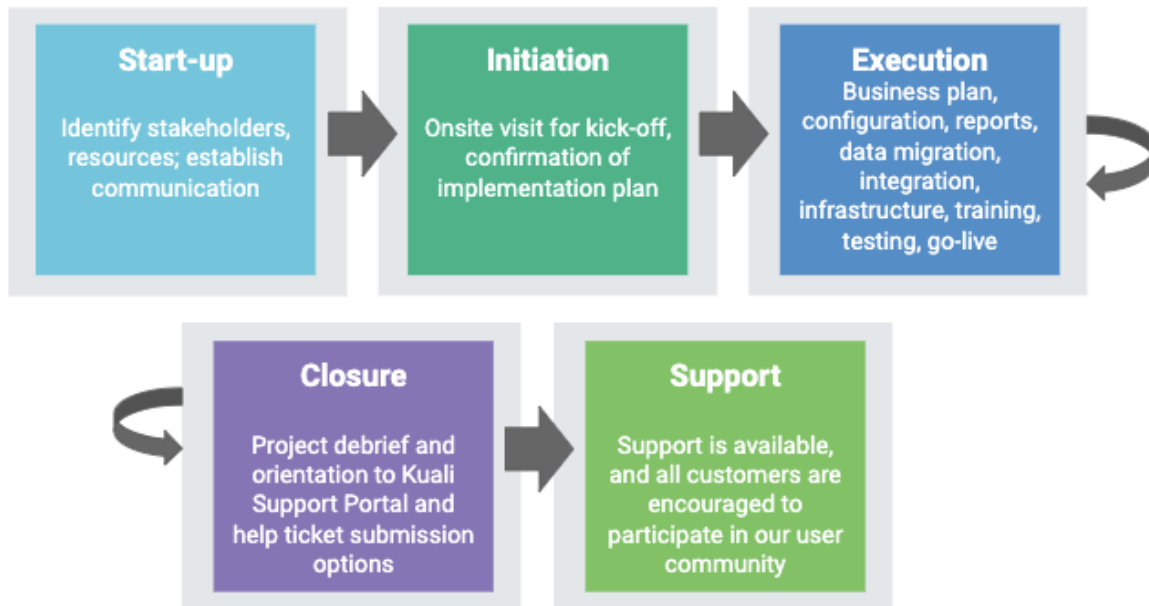 Start-up
Identify stakeholders,
resources; establish
communication
Initiation
Onsite visit for kick-off,
confirmation of
implementation plan
Execution
Business plan,
configuration, reports,
data migration,
integration,
infrastructure, training,
testing, go-live
Closure
Project debrief and
orientation to Kuali
Support Portal and
help ticket submission
options
Support
Support is available,
and all customers are
encouraged to
participate in our user
community